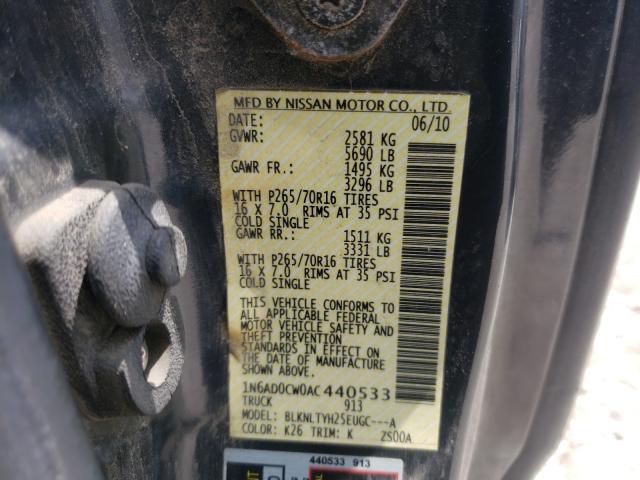 MFD BY NISSAN MOTOR CO., LTD.
DATE: 06/10
GVWR: 2581 KG
5690 LB
GAWR FR.: 1495 KG
3296 LB
WITH P265/70R16 TIRES
16 X 7.0 RIMS AT 35 PSI
COLD SINGLE
GAWR RR.: 1511 KG
3331 LB
WITH P265/70R16 TIRES
16 X 7.0 RIMS AT 35 PSI
COLD SINGLE
THIS VEHICLE CONFORMS TO
ALL APPLICABLE FEDERAL
MOTOR VEHICLE SAFETY AND
THEFT PREVENTION
STANDARDS IN EFFECT ON
THE DATE OF MANUFACTURE
SHOWN ABOVE.
1N6AD0CW0AC440533
TRUCK 913
MODEL: BLKNLTYH25EUGC---A
COLOR: K26 TRIM: K ZS00A
440533 913